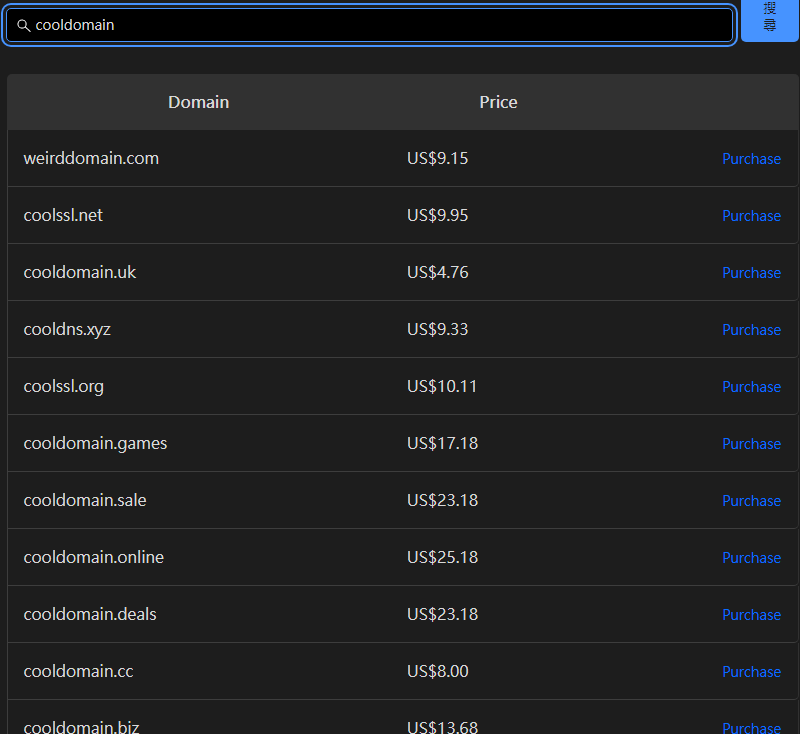 cooldomain
搜
尋
Domain Price
weirddomain.com US$9.15 Purchase
coolssl.net US$9.95 Purchase
cooldomain.uk US$4.76 Purchase
cooldns.xyz US$9.33 Purchase
coolssl.org US$10.11 Purchase
cooldomain.games US$17.18 Purchase
cooldomain.sale US$23.18 Purchase
cooldomain.online US$25.18 Purchase
cooldomain.deals US$23.18 Purchase
cooldomain.cc US$8.00 Purchase
cooldomain.biz US$13.68 Purchase